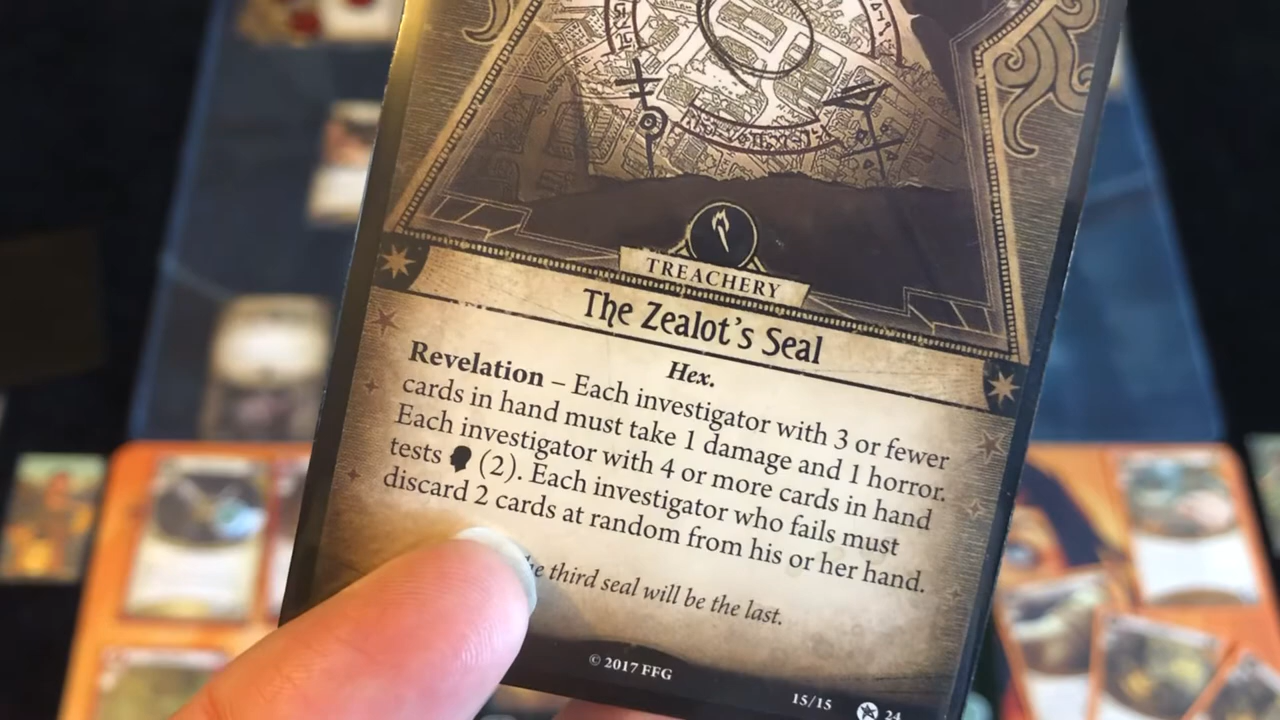 TREACHERY
The Zealot's Seal
Hex.
Revelation – Each investigator with 3 or fewer
cards in hand must take 1 damage and 1 horror.
Each investigator with 4 or more cards in hand
tests (2). Each investigator who fails must
discard 2 cards at random from his or her hand.
third seal will be the last.
© 2017 FFG
15/15
24